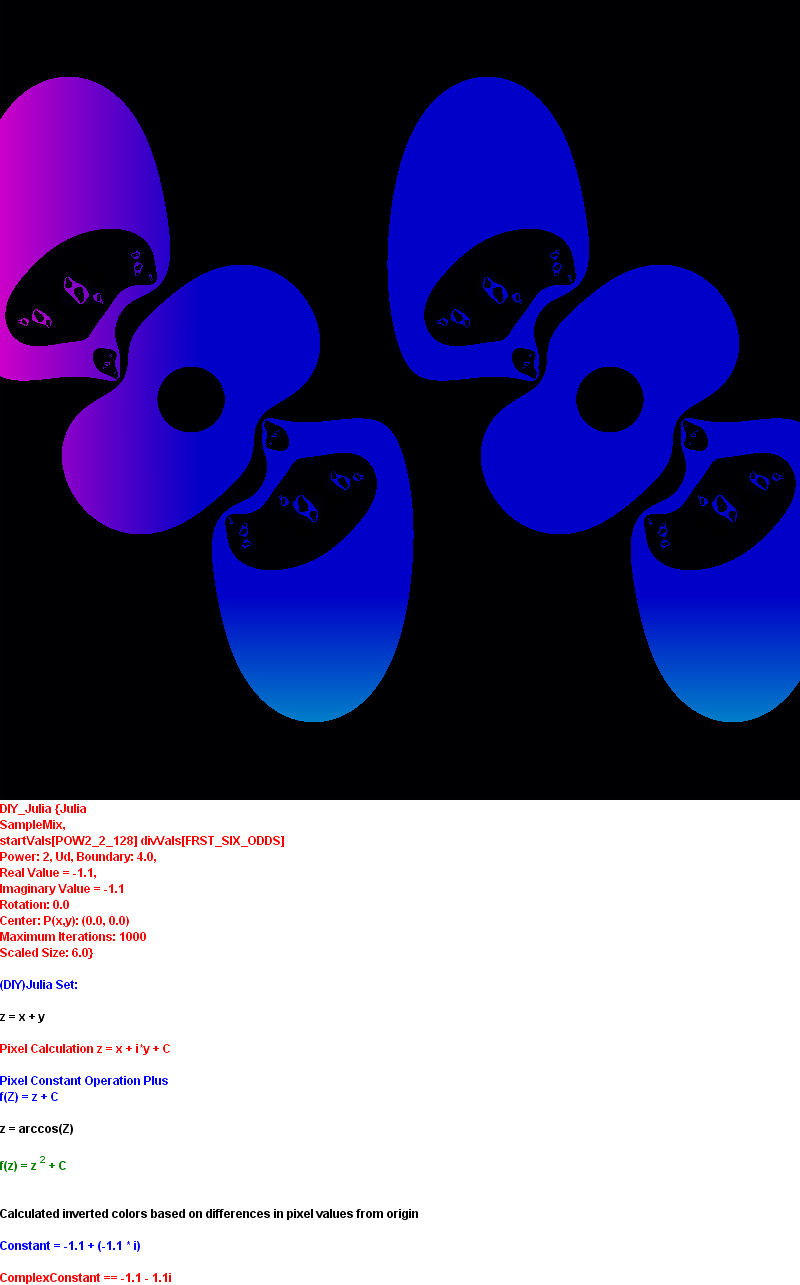 DIY_Julia {Julia
SampleMix,
startVals[POW2_2_128] divVals[FRST_SIX_ODDS]
Power: 2, Ud, Boundary: 4.0,
Real Value = -1.1,
Imaginary Value = -1.1
Rotation: 0.0
Center: P(x,y): (0.0, 0.0)
Maximum Iterations: 1000
Scaled Size: 6.0}
(DIY)Julia Set:
z = x + y
Pixel Calculation z = x + i*y + C
Pixel Constant Operation Plus
f(Z) = z + C
z = arccos(Z)
f(z) = z 2 + C
Calculated inverted colors based on differences in pixel values from origin
Constant = -1.1 + (-1.1 * i)
ComplexConstant == -1.1 - 1.1i